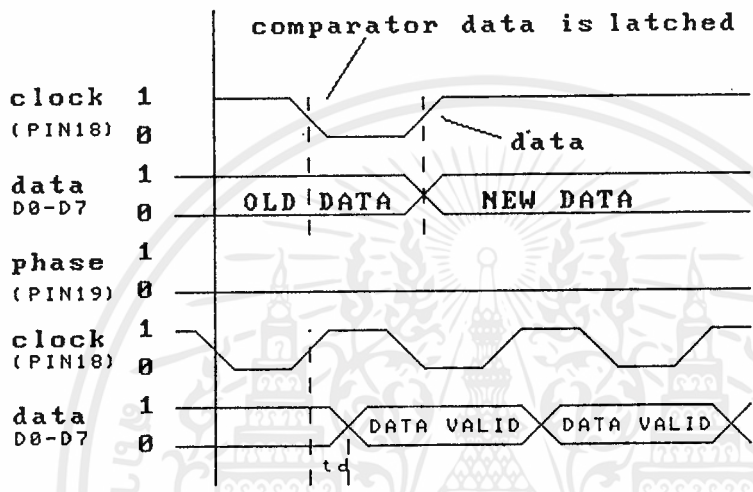 comparator data is latched
clock 1
(PIN18) 0
data
data 1
D0-D7 0
OLD DATA NEW DATA
phase 1
(PIN19) 0
clock 1
(PIN18) 0
data 1
D0-D7 0
DATA VALID DATA VALID
td